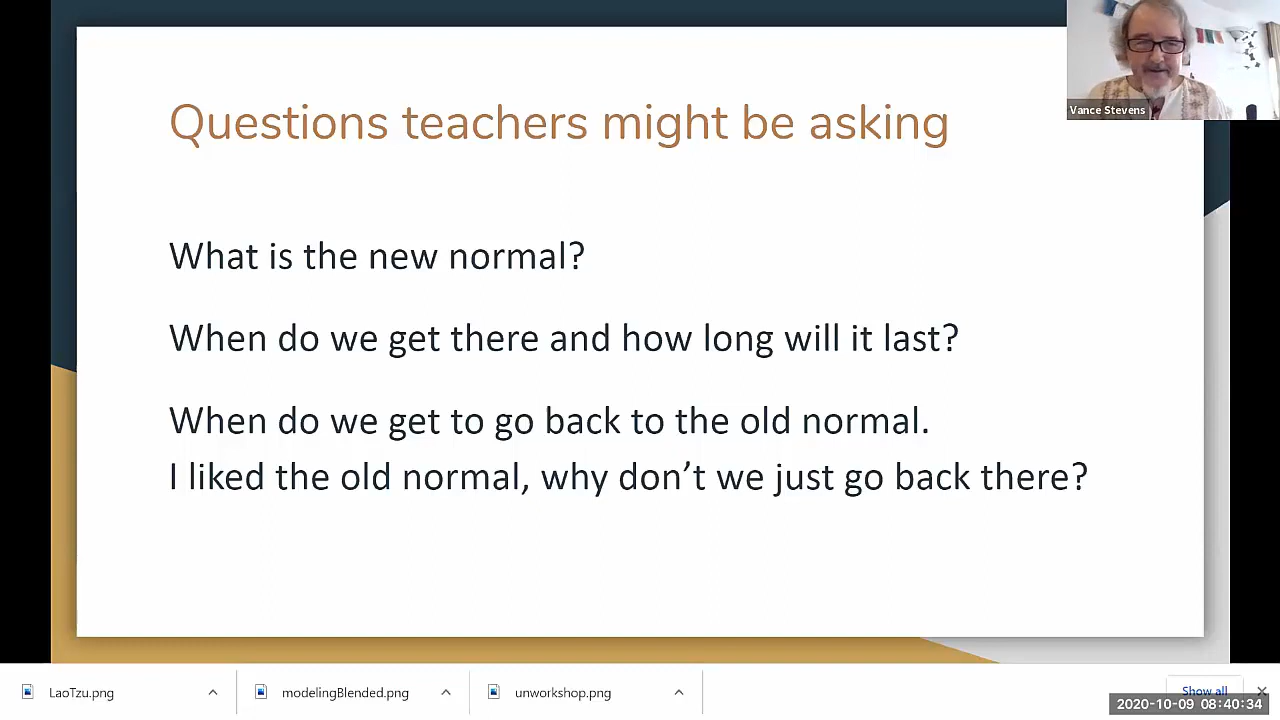 Questions teachers might be asking
Vance Stevens
What is the new normal?
When do we get there and how long will it last?
When do we get to go back to the old normal.
I liked the old normal, why don’t we just go back there?
LaoTzu.png
modelingBlended.png
unworkshop.png
Show all
2020-10-09 08:40:34